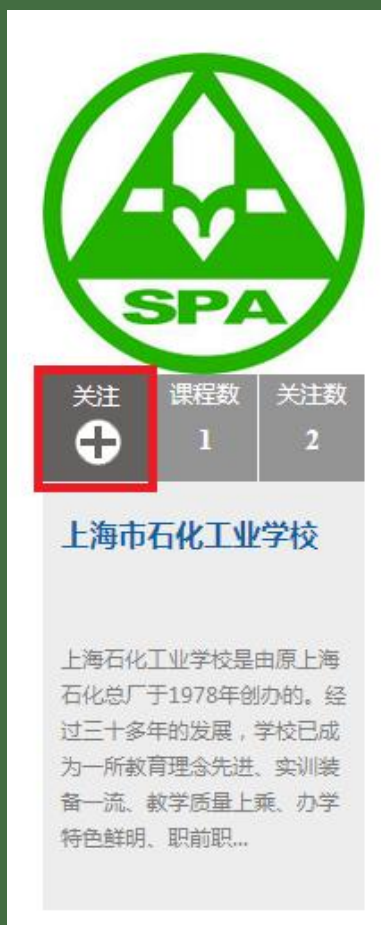 SPA
关注 课程数 关注数
1 2
上海市石化工业学校
上海石化工业学校是由原上海
石化总厂于1978年创办的。经
过三十多年的发展，学校已成
为一所教育理念先进、实训装
备一流、教学质量上乘、办学
特色鲜明、职前职...